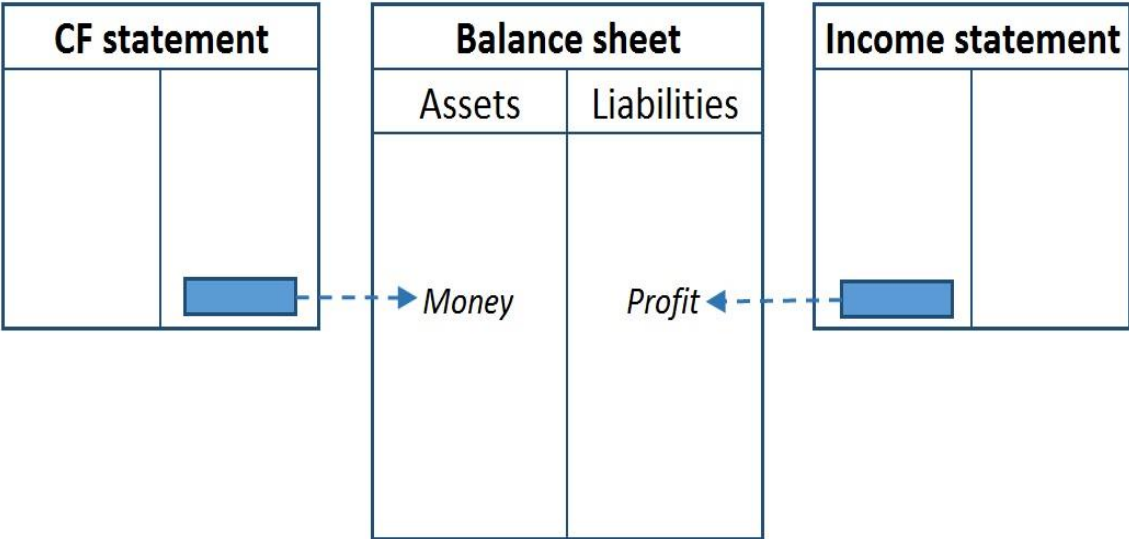 CF statement
Balance sheet
Income statement
Assets
Liabilities
Money
Profit